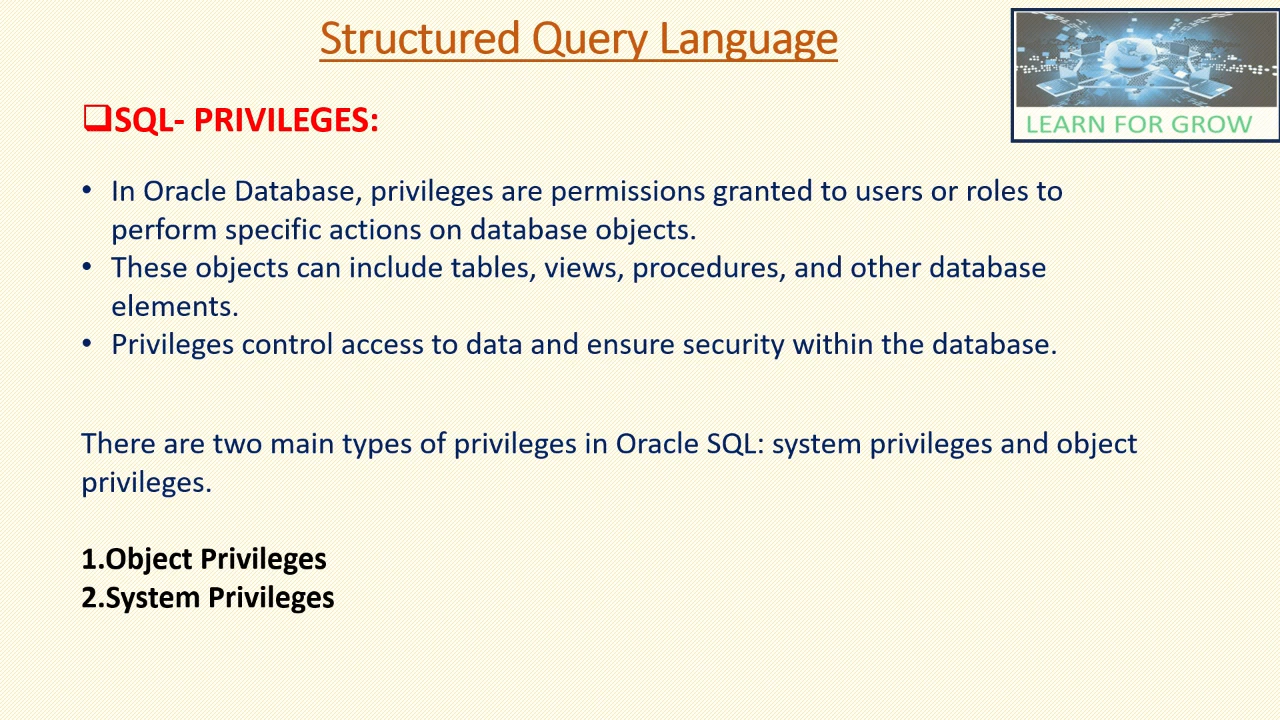 Structured Query Language
LEARN FOR GROW
❑SQL- PRIVILEGES:
• In Oracle Database, privileges are permissions granted to users or roles to
perform specific actions on database objects.
• These objects can include tables, views, procedures, and other database
elements.
• Privileges control access to data and ensure security within the database.
There are two main types of privileges in Oracle SQL: system privileges and object
privileges.
1.Object Privileges
2.System Privileges